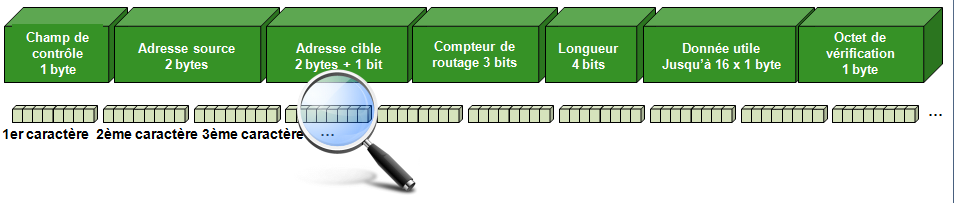 Champ de
contrôle
1 byte
Adresse source
2 bytes
Adresse cible
2 bytes + 1 bit
Compteur de
routage 3 bits
Longueur
4 bits
Donnée utile
Jusqu'à 16 x 1 byte
Octet de
vérification
1 byte
1er caractère
2ème caractère
3ème caractère
...
...